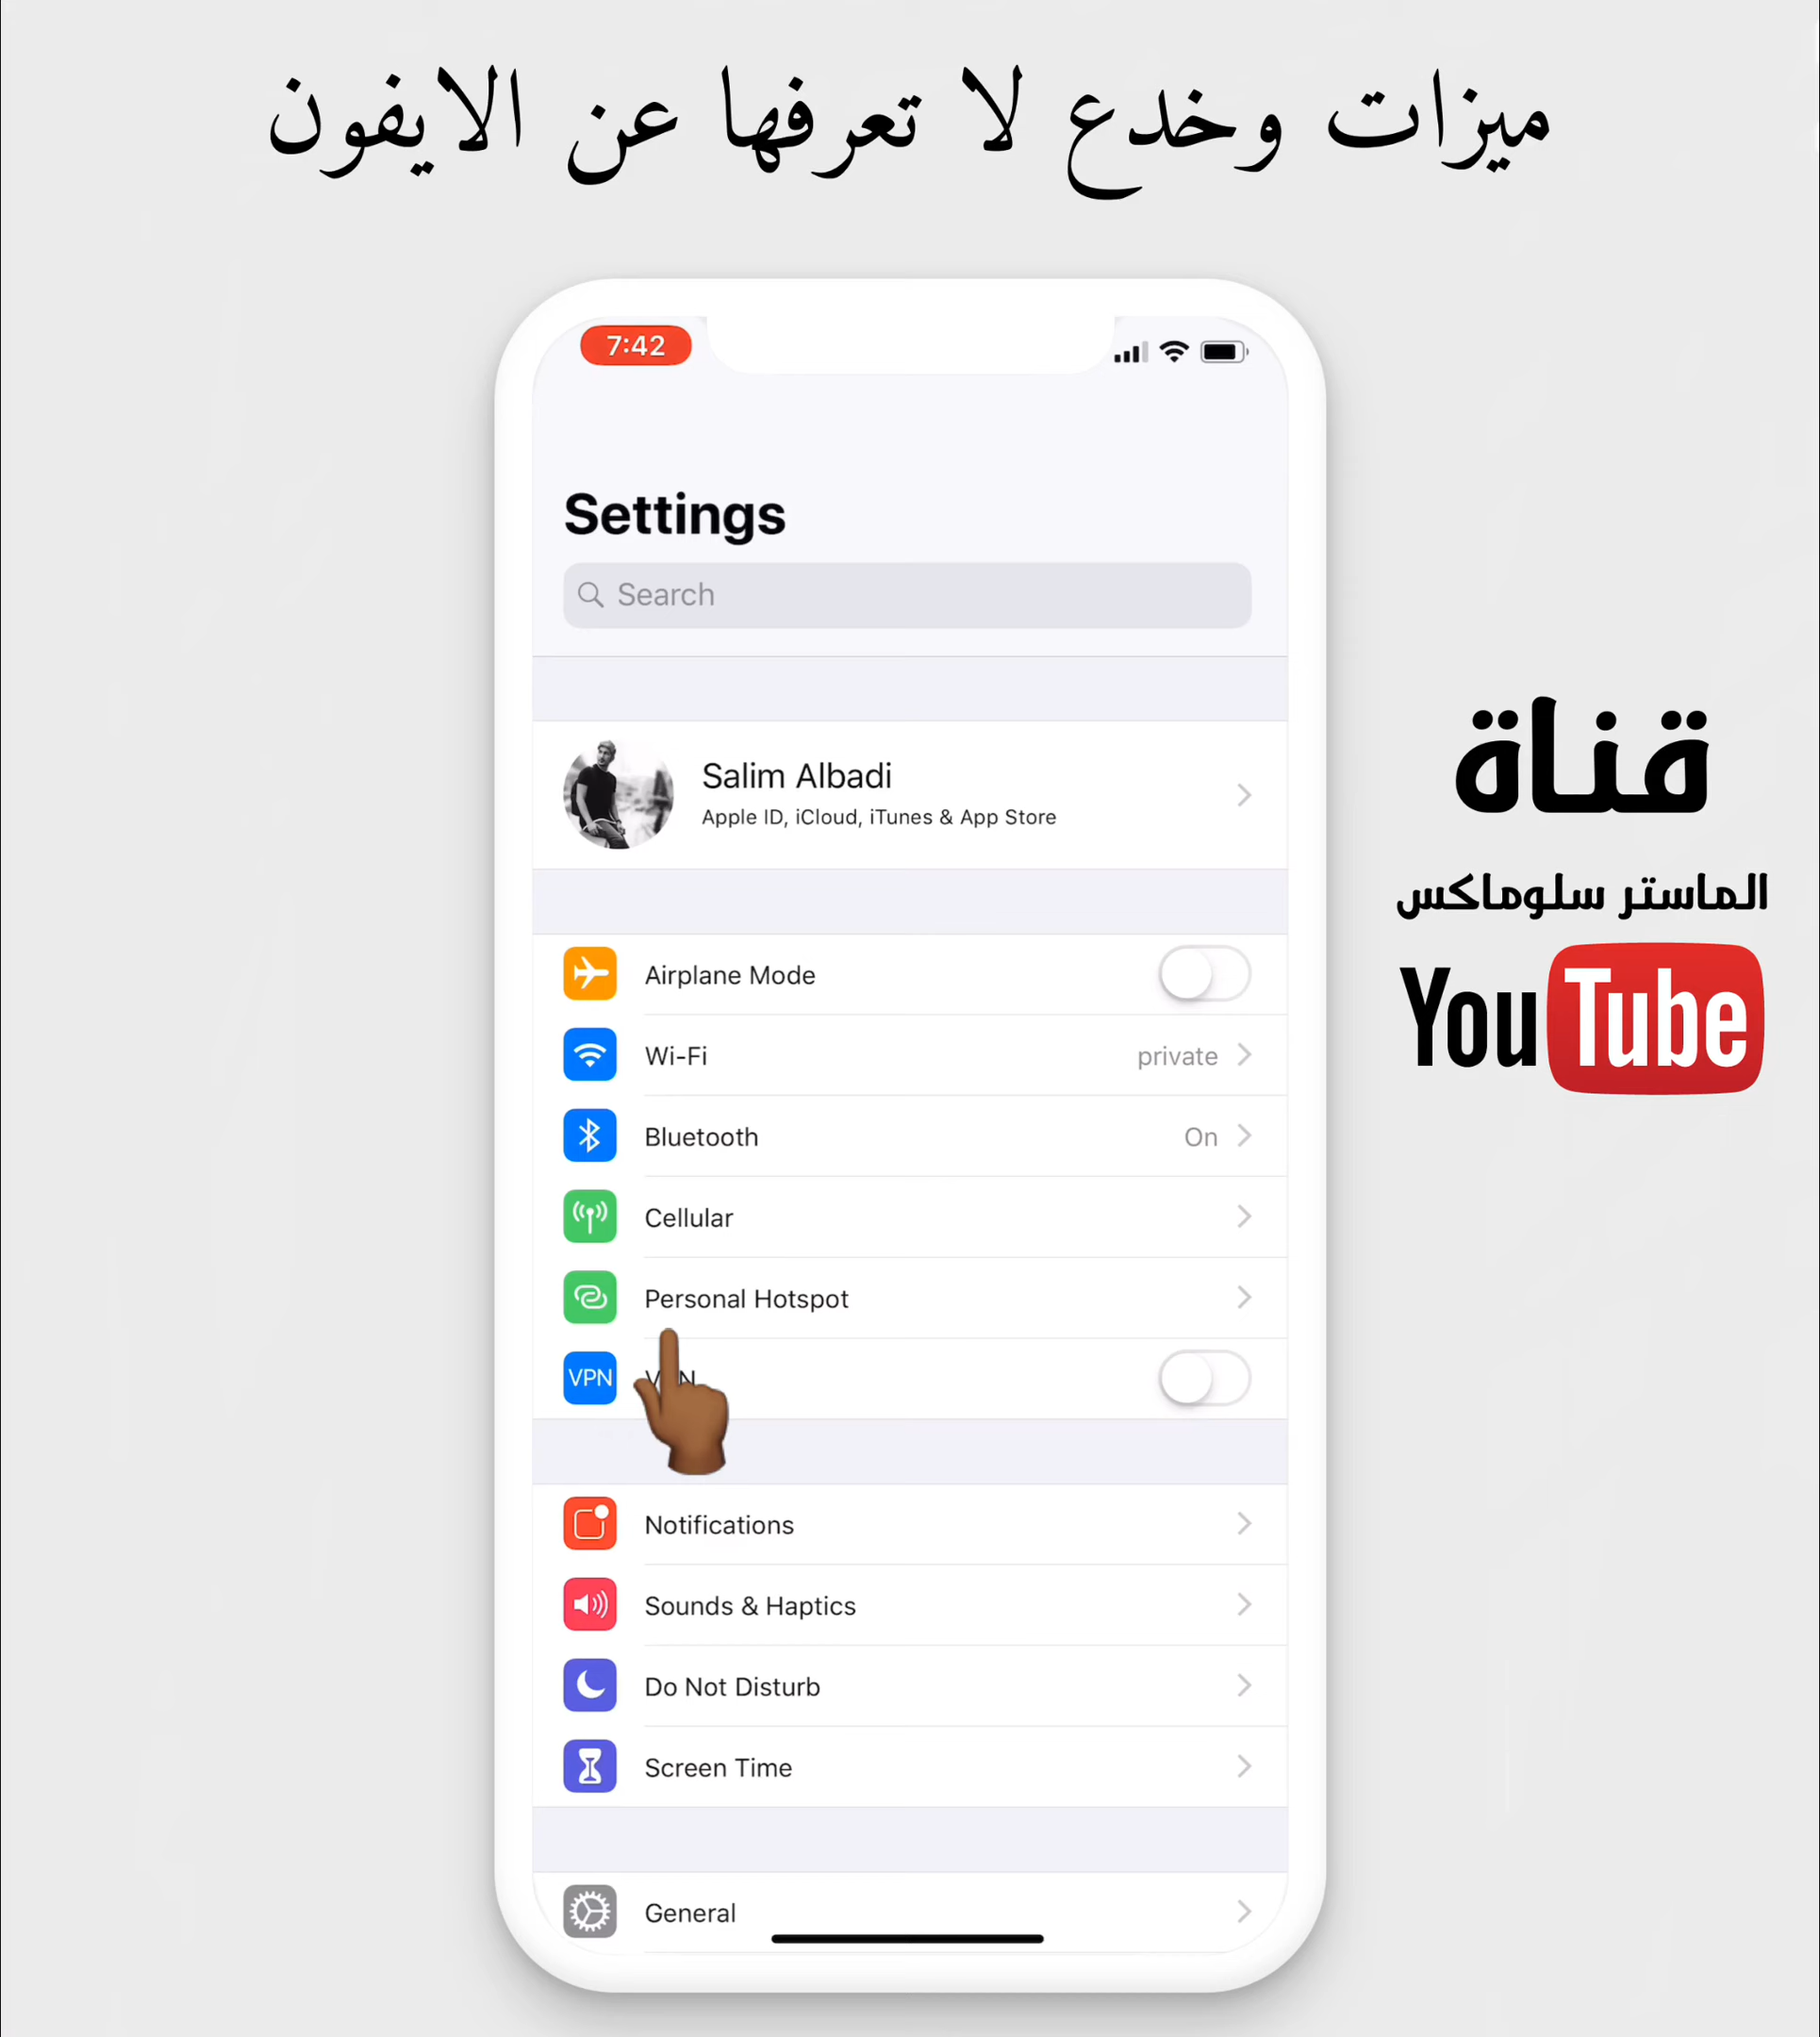 ميزات وخدع لا تعرفها عن الايفون
7:42
Settings
Search
Salim Albadi
Apple ID, iCloud, iTunes & App Store
Airplane Mode
Wi-Fi private
Bluetooth On
Cellular
Personal Hotspot
VPN
Notifications
Sounds & Haptics
Do Not Disturb
Screen Time
General
قناة
الماستر سلوماكس
YouTube